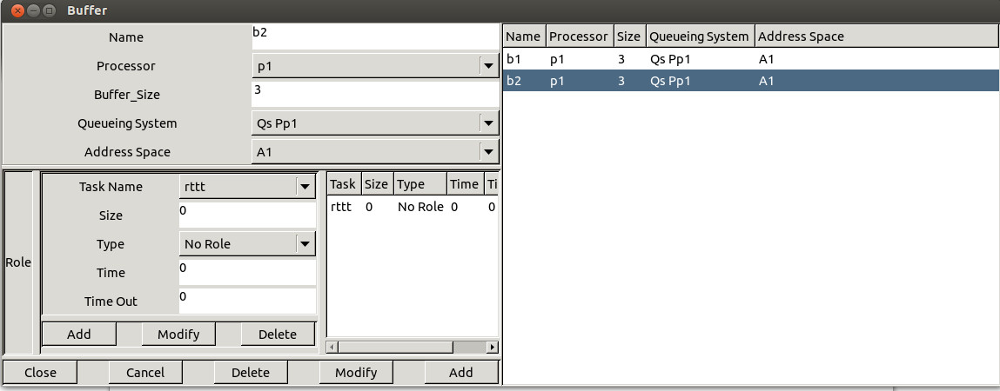 Buffer
Name b2
Processor p1
Buffer_Size 3
Queueing System Qs Pp1
Address Space A1
Role
Task Name rttt
Size 0
Type No Role
Time 0
Time Out 0
Add Modify Delete
Task Size Type Time Ti
rttt 0 No Role 0 0
Close Cancel Delete Modify Add
Name Processor Size Queueing System Address Space
b1 p1 3 Qs Pp1 A1
b2 p1 3 Qs Pp1 A1